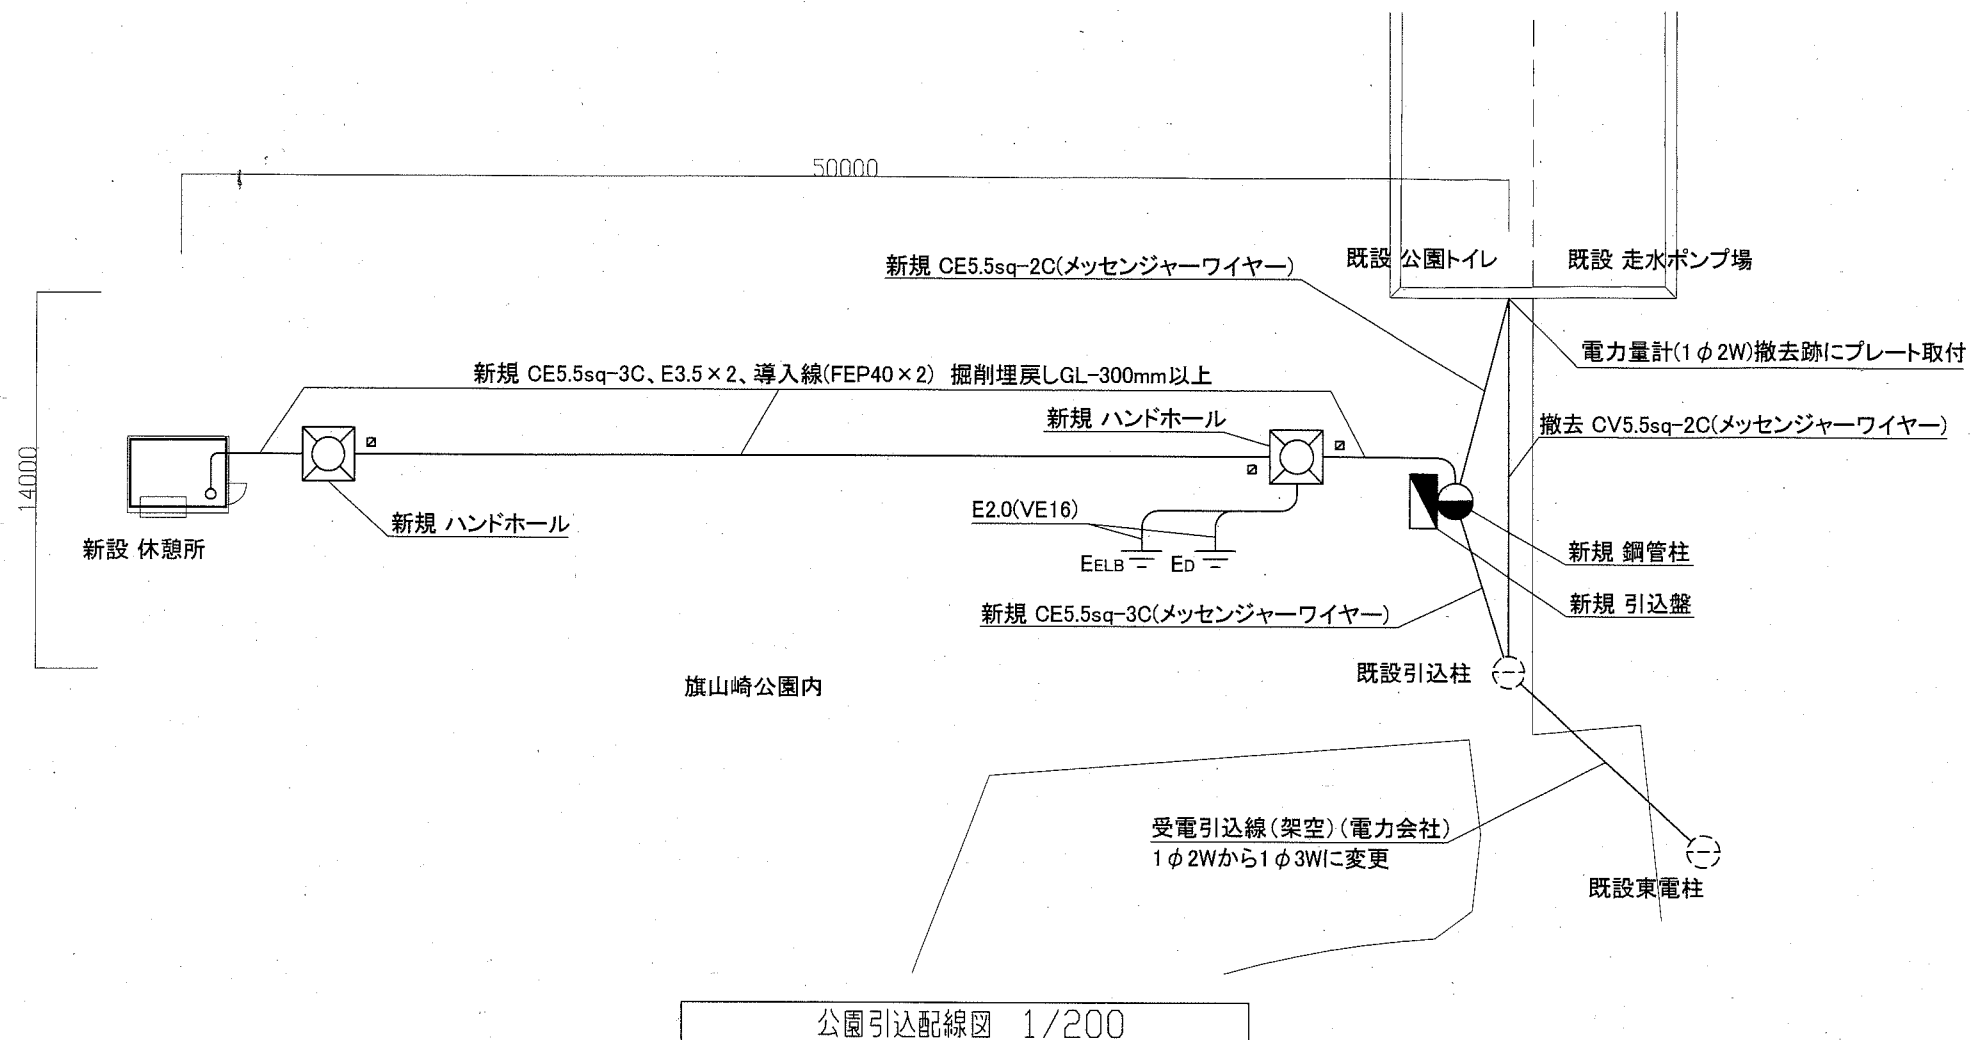 50000
新規 CE5.5sq-2C(メッセンジャーワイヤー)
既設 公園トイレ
既設 走水ポンプ場
電力量計(1φ2W)撤去跡にプレート取付
新規 CE5.5sq-3C、E3.5×2、導入線(FEP40×2) 掘削埋戻しGL-300mm以上
新規 ハンドホール
撤去 CV5.5sq-2C(メッセンジャーワイヤー)
14000
E2.0(VE16)
新規 ハンドホール
新設 休憩所
EELB
ED
新規 鋼管柱
新規 引込盤
新規 CE5.5sq-3C(メッセンジャーワイヤー)
既設引込柱
旗山崎公園内
受電引込線(架空)(電力会社)
1φ2Wから1φ3Wに変更
既設東電柱
公園引込配線図 1/200